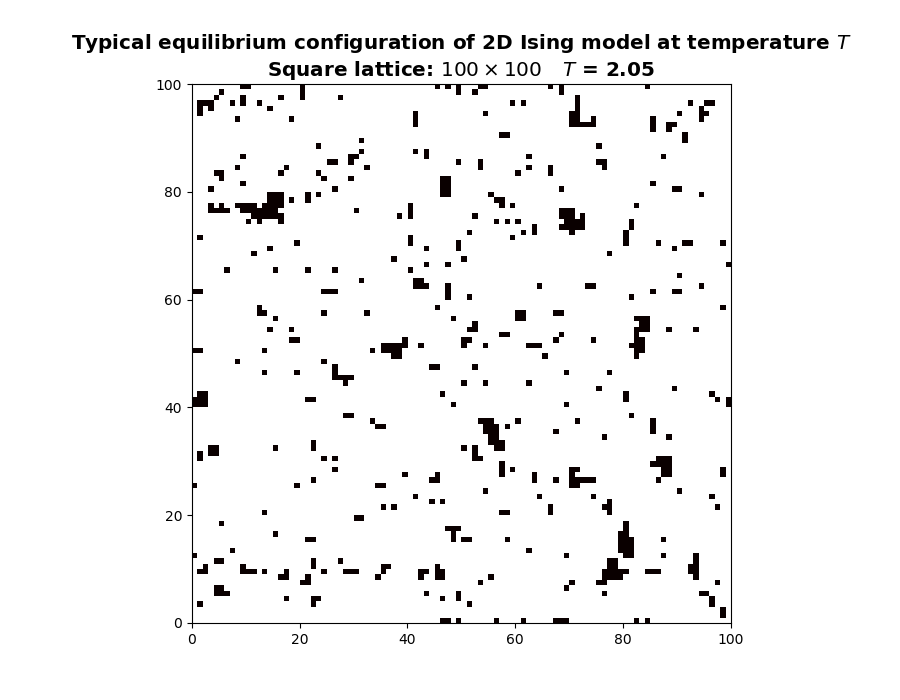 Typical equilibrium configuration of 2D Ising model at temperature T
Square lattice: 100 × 100 T = 2.05
100
80
60
40
20
0
0 20 40 60 80 100